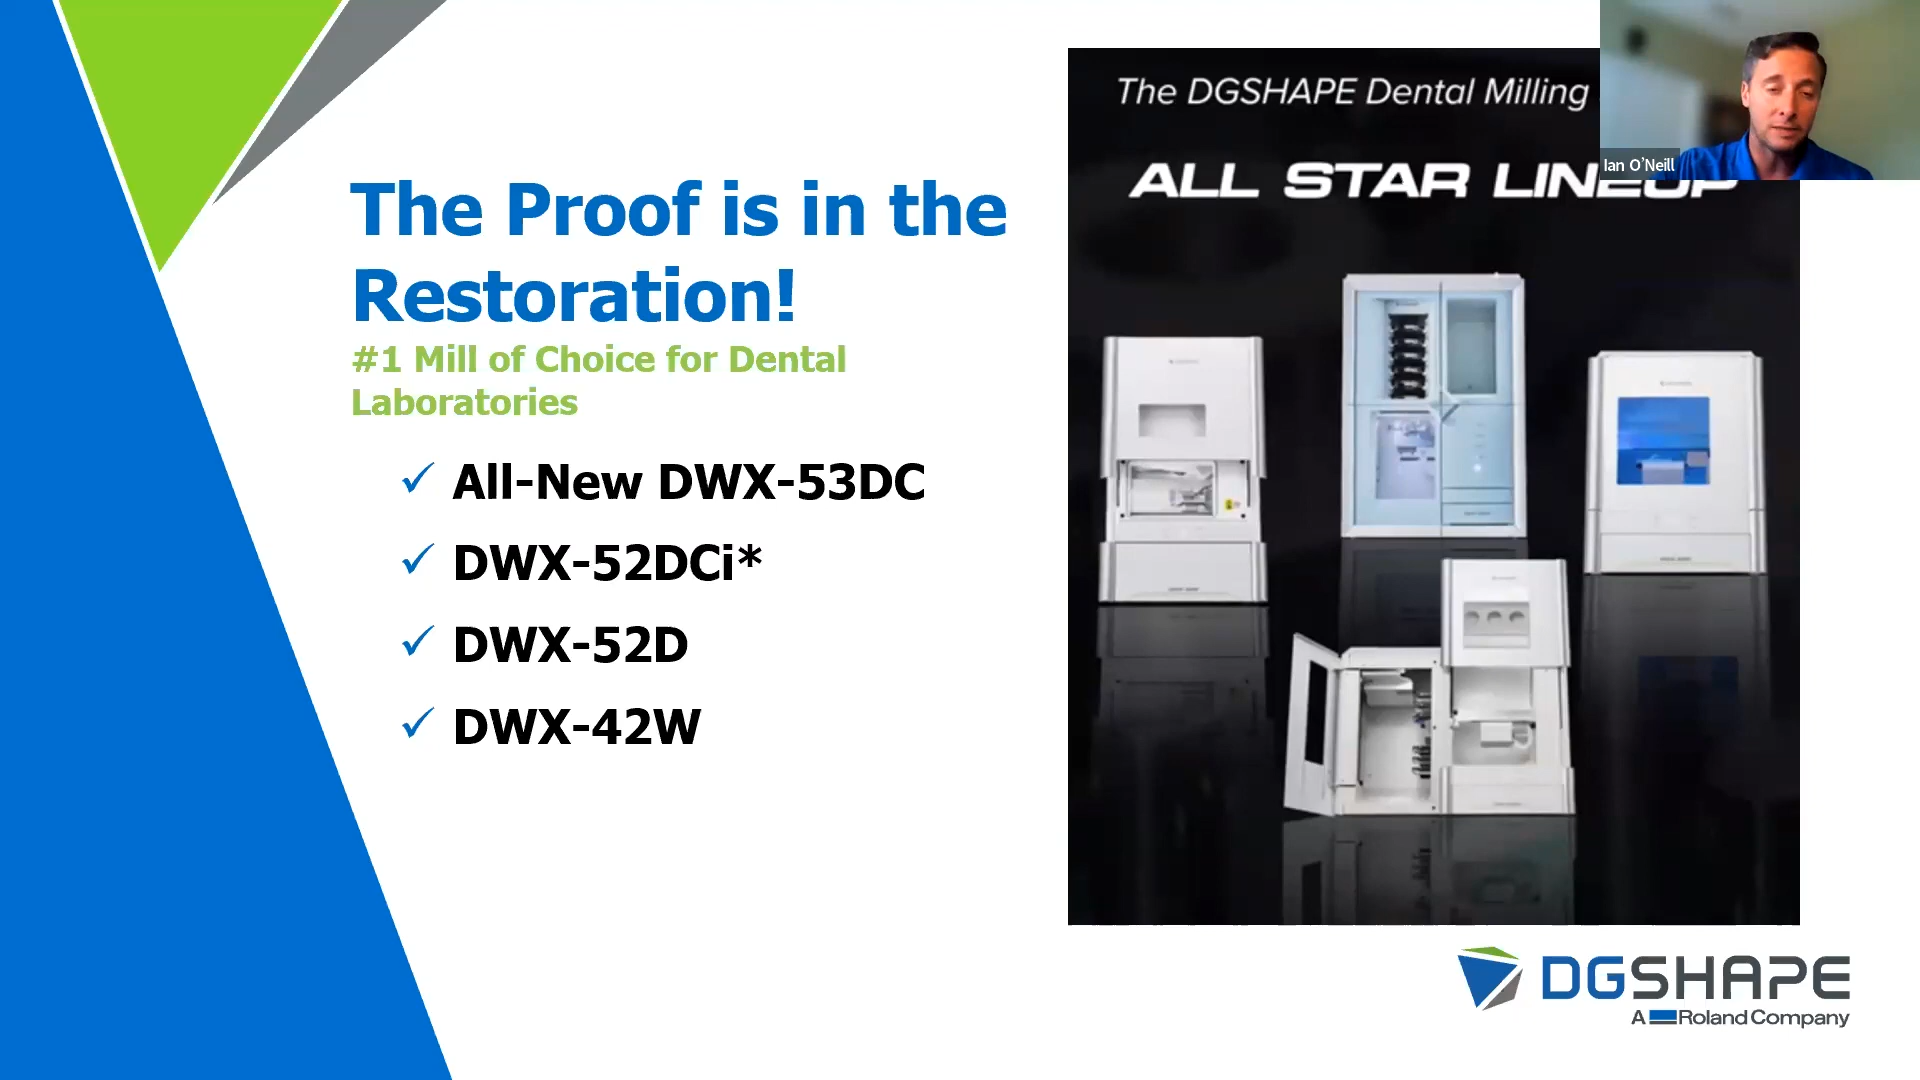 The Proof is in the
Restoration!
#1 Mill of Choice for Dental
Laboratories
All-New DWX-53DC
DWX-52DCi*
DWX-52D
DWX-42W
The DGSHAPE Dental Milling
ALL STAR LINEUP
Ian O'Neill
DGSHAPE
A Roland Company